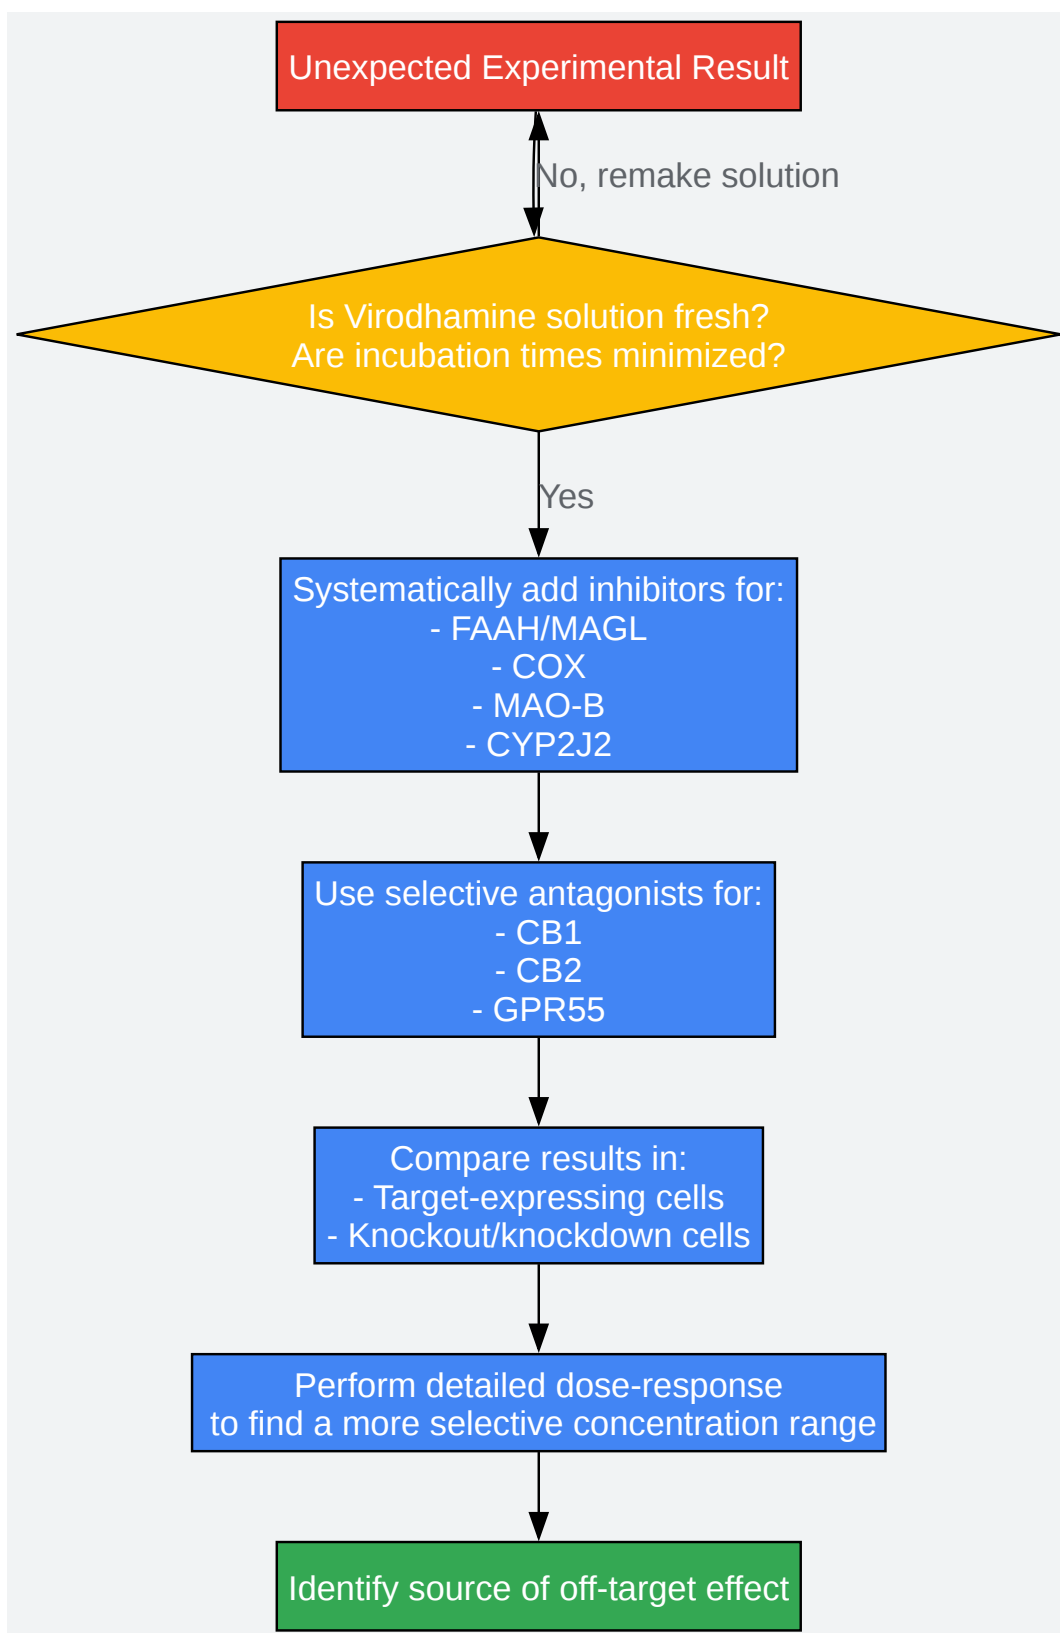 Unexpected Experimental Result
No, remake solution
Is Virodhamine solution fresh?
Are incubation times minimized?
Yes
Systematically add inhibitors for:
- FAAH/MAGL
- COX
- MAO-B
- CYP2J2
Use selective antagonists for:
- CB1
- CB2
- GPR55
Compare results in:
- Target-expressing cells
- Knockout/knockdown cells
Perform detailed dose-response
to find a more selective concentration range
Identify source of off-target effect